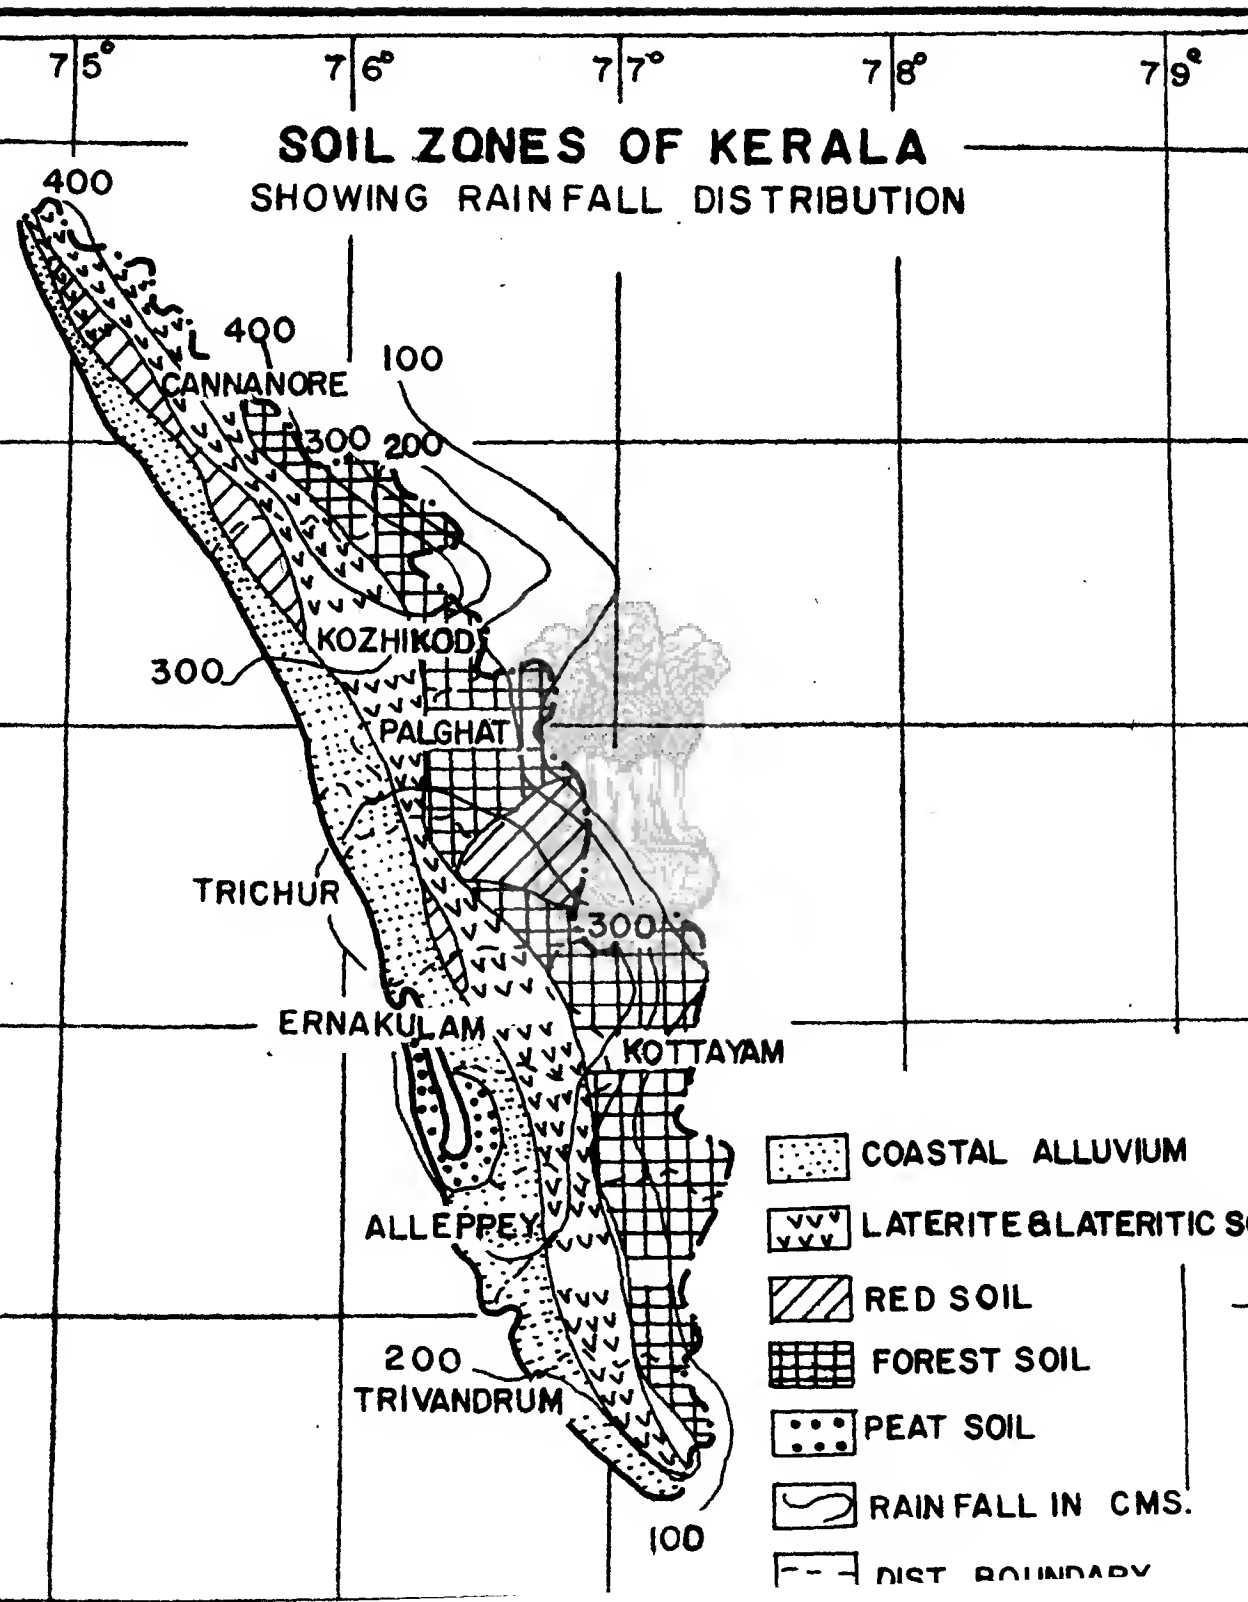 75° 76° 77° 78° 79°
SOIL ZONES OF KERALA
SHOWING RAINFALL DISTRIBUTION
400
400
100
CANNANORE
300 200
KOZHIKOD
300
PALGHAT
TRICHUR
300
ERNAKULAM
KOTTAYAM
COASTAL ALLUVIUM
ALLEPPEY
LATERITE & LATERITIC
RED SOIL
200
FOREST SOIL
TRIVANDRUM
PEAT SOIL
RAINFALL IN CMS.
100
DIST. BOUNDARY